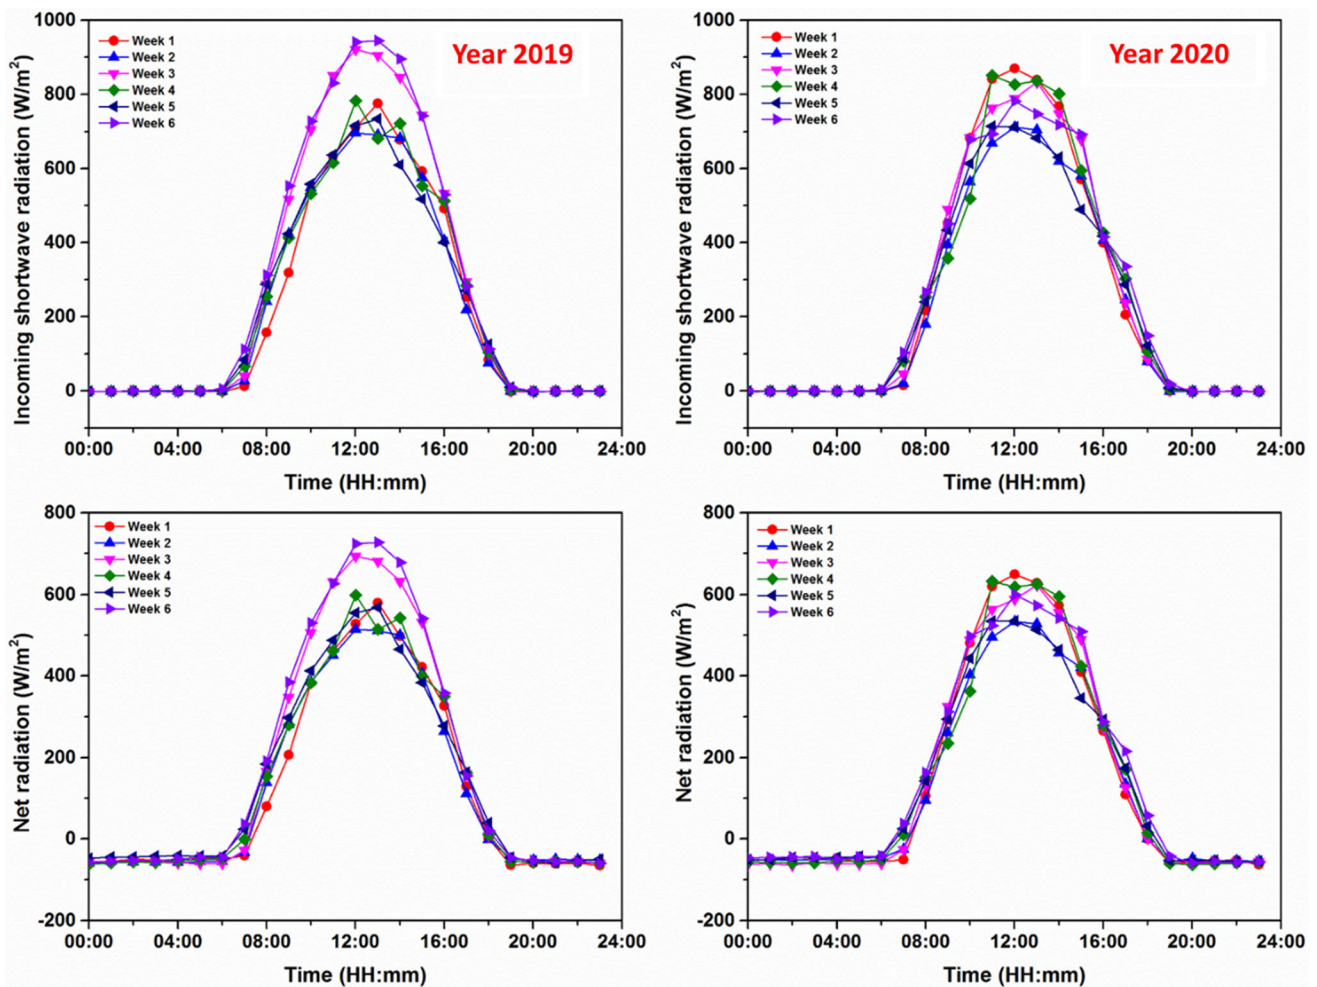 Year 2019
Incoming shortwave radiation (W/m²)
1000
800
600
400
200
0
Week 1
Week 2
Week 3
Week 4
Week 5
Week 6
00:00 04:00 08:00 12:00 16:00 20:00 24:00
Time (HH:mm)
Year 2020
Incoming shortwave radiation (W/m²)
1000
800
600
400
200
0
Week 1
Week 2
Week 3
Week 4
Week 5
Week 6
00:00 04:00 08:00 12:00 16:00 20:00 24:00
Time (HH:mm)
Net radiation (W/m²)
800
600
400
200
0
-200
Week 1
Week 2
Week 3
Week 4
Week 5
Week 6
00:00 04:00 08:00 12:00 16:00 20:00 24:00
Time (HH:mm)
Net radiation (W/m²)
800
600
400
200
0
-200
Week 1
Week 2
Week 3
Week 4
Week 5
Week 6
00:00 04:00 08:00 12:00 16:00 20:00 24:00
Time (HH:mm)